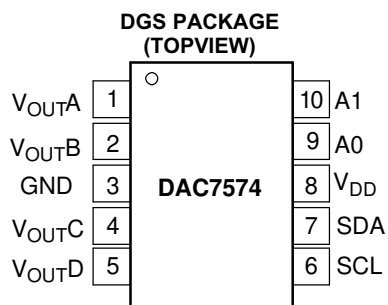 DGS PACKAGE
(TOPVIEW)
VOUTA 1 10 A1
VOUTB 2 9 A0
GND 3 DAC7574 8 VDD
VOUTC 4 7 SDA
VOUTD 5 6 SCL